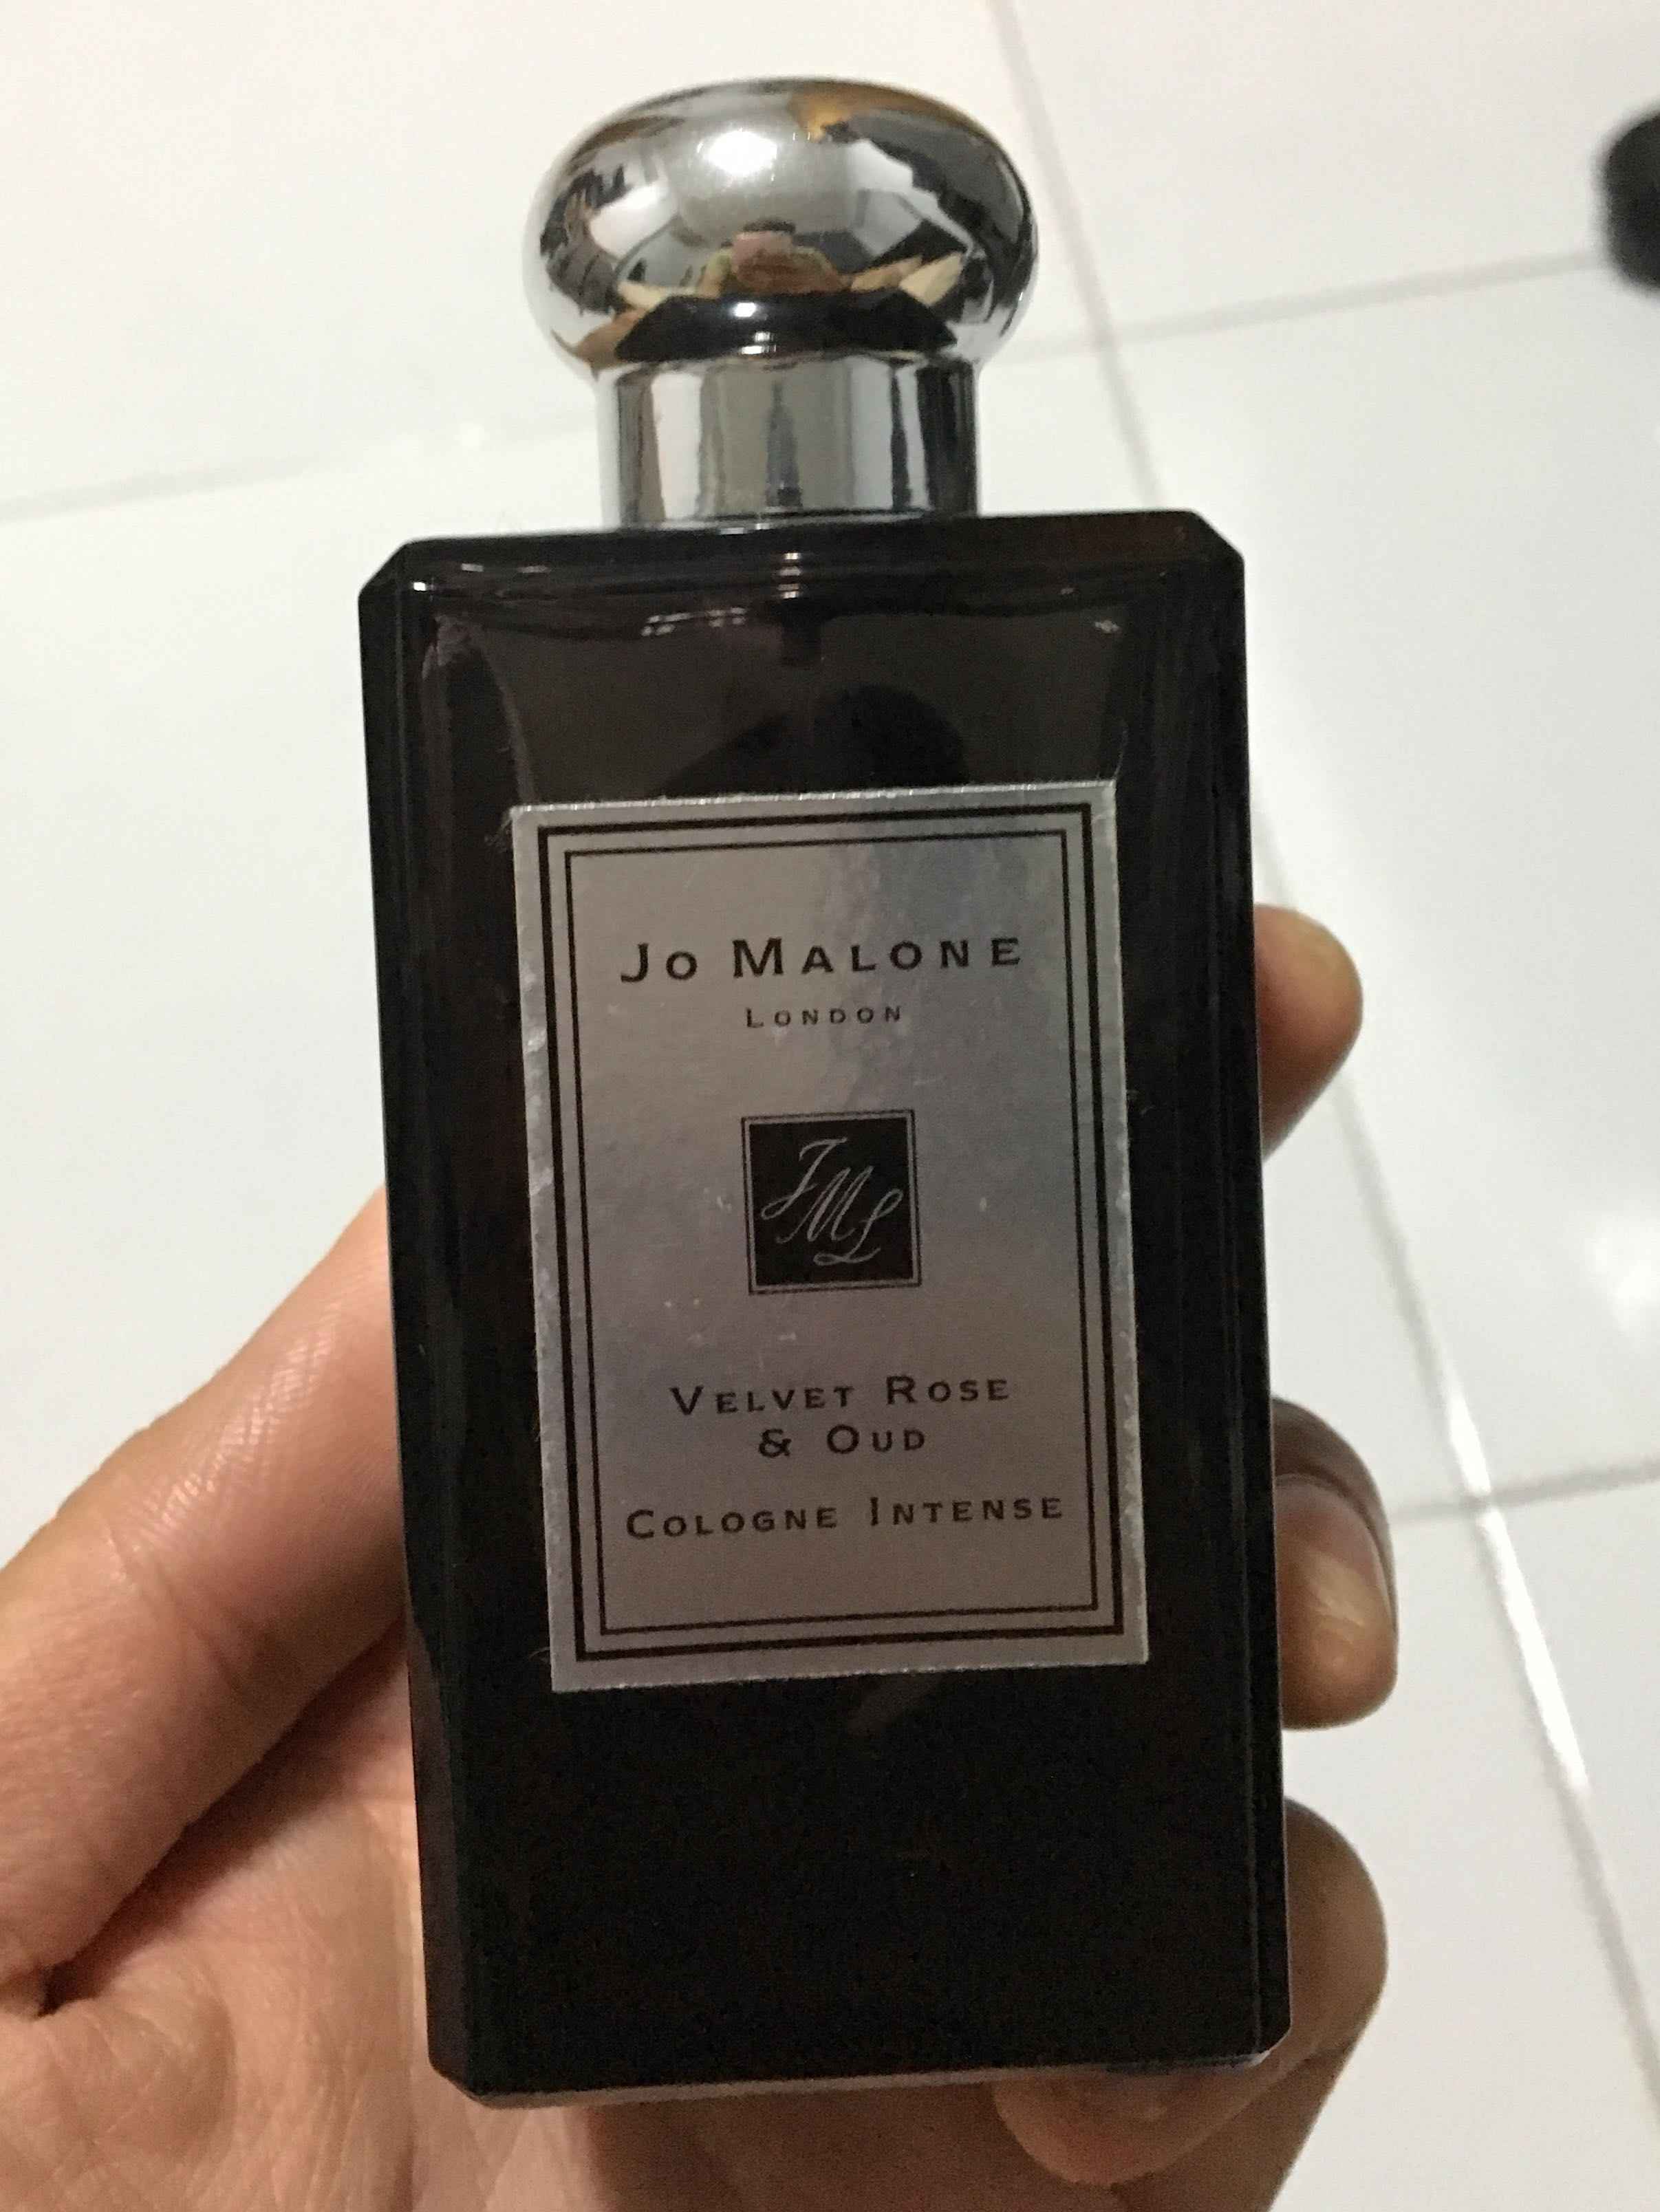 Jo Malone
London
JML
Velvet Rose
& Oud
Cologne Intense